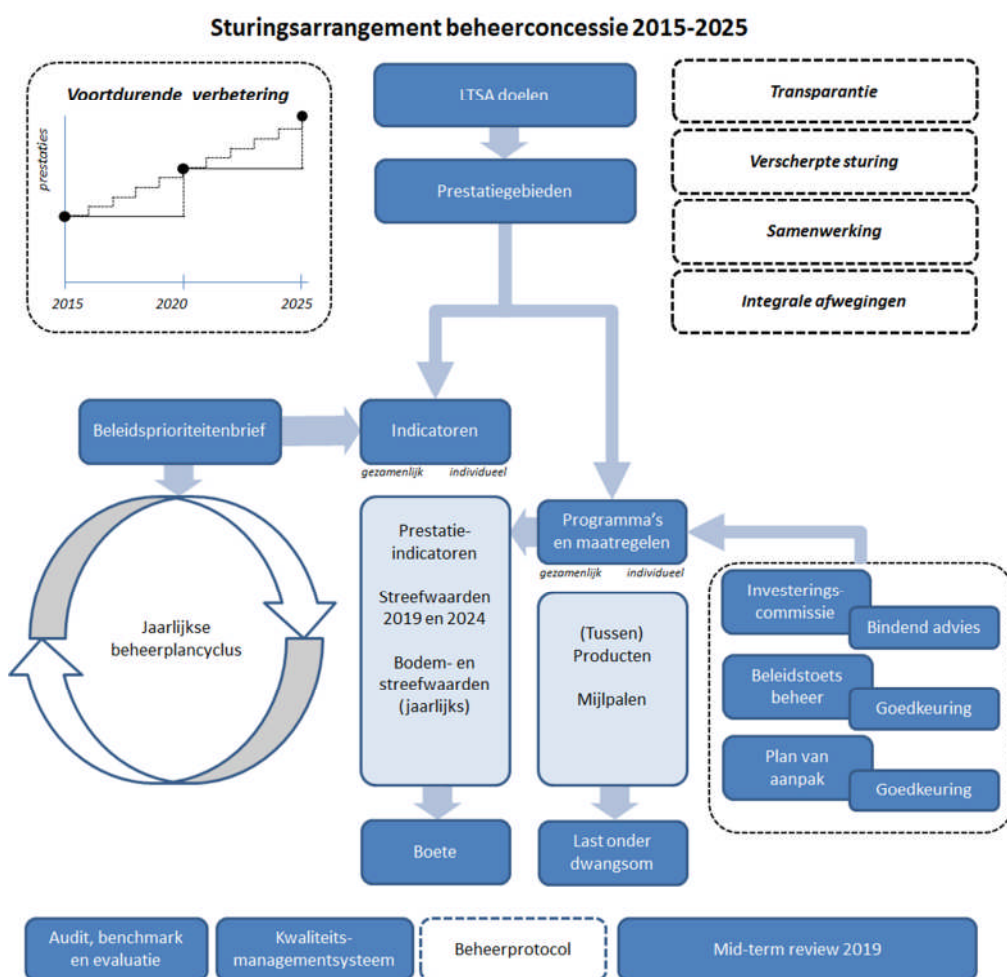 Sturingsarrangement beheerconcessie 2015-2025
Voortdurende verbetering
prestaties
2015
2020
2025
LTSA doelen
Prestatiegebieden
Transparantie
Verscherpte sturing
Samenwerking
Integrale afwegingen
Beleidsprioriteitenbrief
Indicatoren
gezamenlijk individueel
Jaarlijkse
beheerplancyclus
Prestatie-
indicatoren
Streefwaarden
2019 en 2024
Bodem- en
streefwaarden
(jaarlijks)
Programma's
en maatregelen
gezamenlijk individueel
(Tussen)
Producten
Mijlpalen
Investerings-
commissie
Bindend advies
Beleidstoets
beheer
Goedkeuring
Plan van
aanpak
Goedkeuring
Boete
Last onder
dwangsom
Audit, benchmark
en evaluatie
Kwaliteits-
managementsysteem
Beheerprotocol
Mid-term review 2019